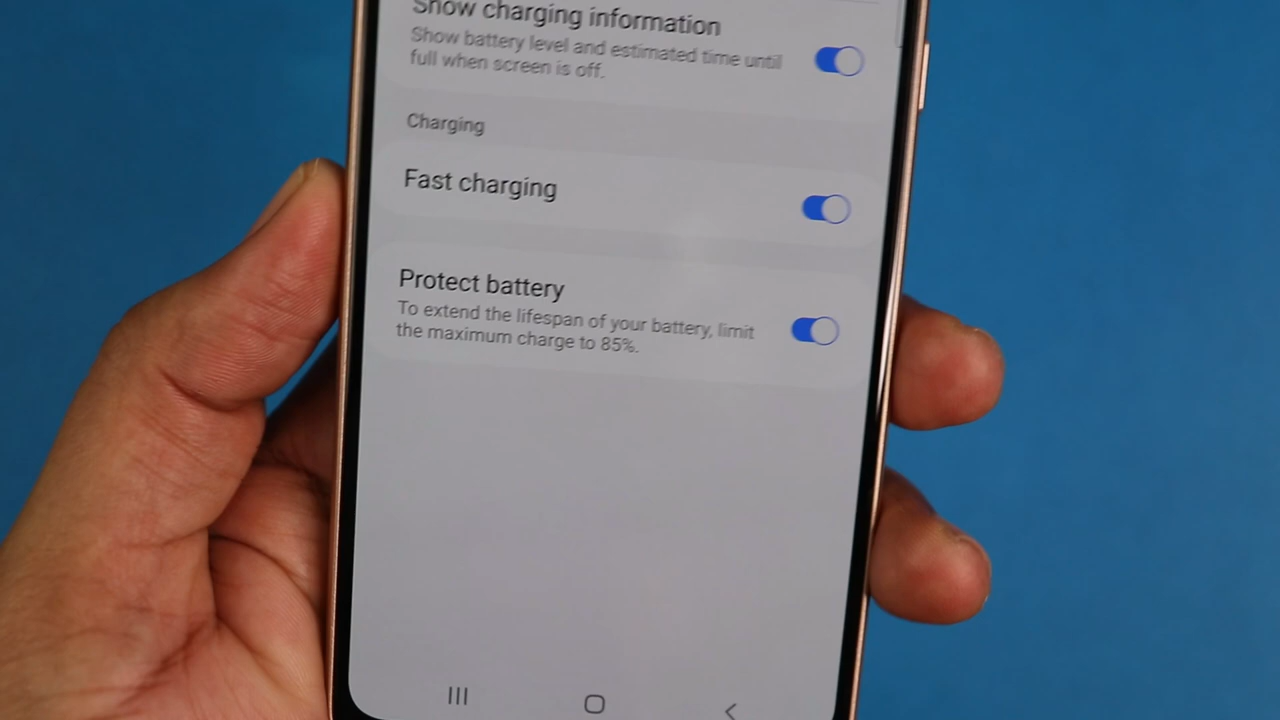 Show charging information
Show battery level and estimated time until
full when screen is off.
Charging
Fast charging
Protect battery
To extend the lifespan of your battery, limit
the maximum charge to 85%.